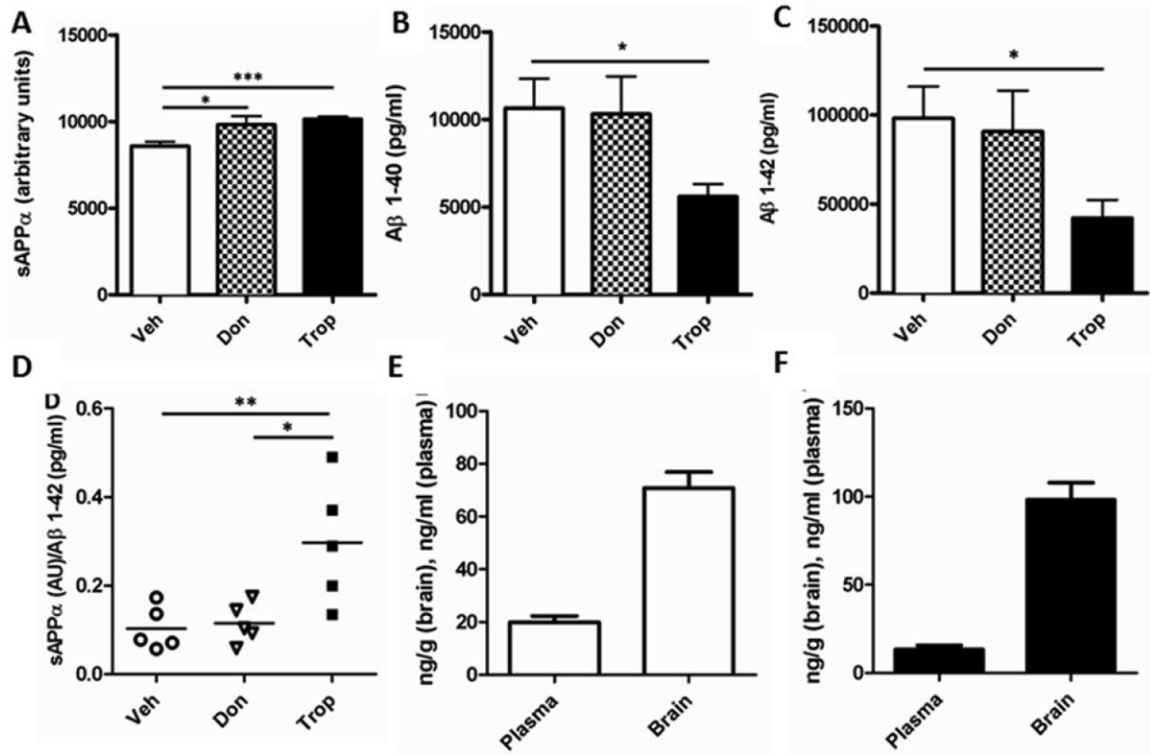 A
sAPPα (arbitrary units)
15000
10000
5000
0
***
*
Veh
Don
Trop
B
Aβ 1-40 (pg/ml)
15000
10000
5000
0
*
Veh
Don
Trop
C
Aβ 1-42 (pg/ml)
150000
100000
50000
0
*
Veh
Don
Trop
D
D
sAPPα (AU)/Aβ 1-42 (pg/ml)
0.6
0.4
0.2
0.0
**
*
Veh
Don
Trop
E
ng/g (brain), ng/ml (plasma)
100
80
60
40
20
0
Plasma
Brain
F
ng/g (brain), ng/ml (plasma)
150
100
50
0
Plasma
Brain